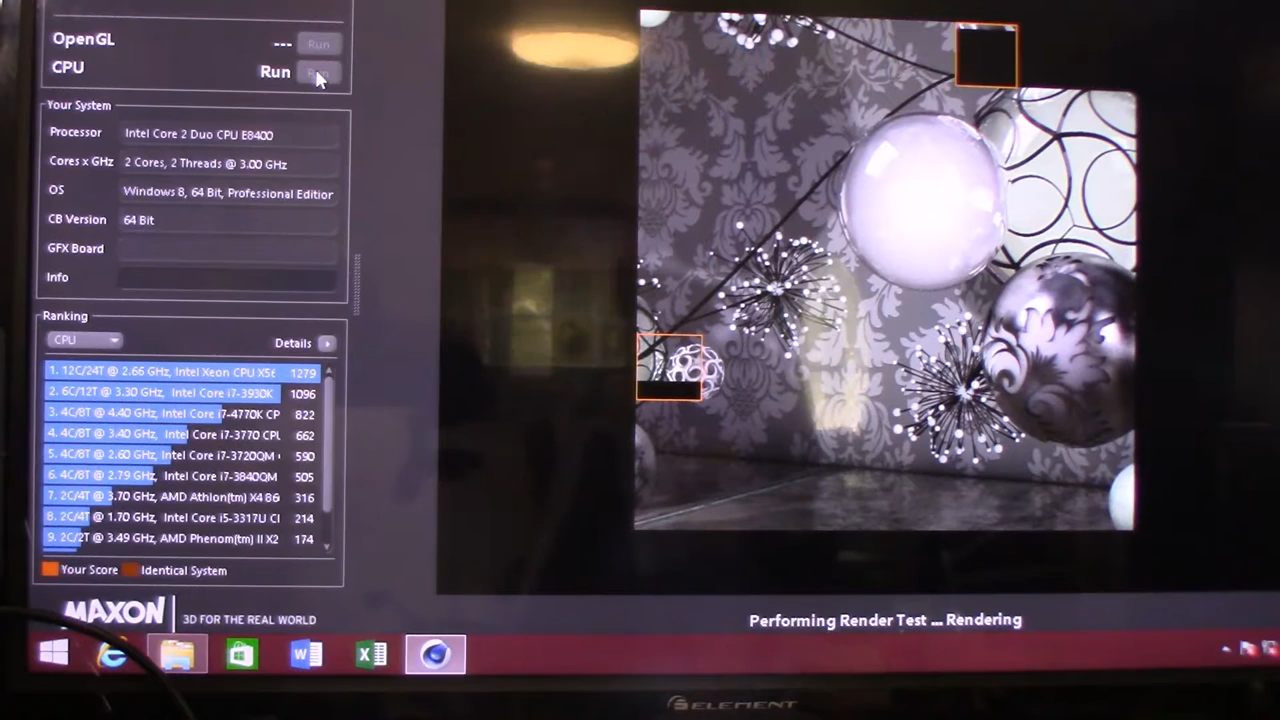 OpenGL --- Run
CPU Run
Your System
Processor Intel Core 2 Duo CPU E8400
Cores x GHz 2 Cores, 2 Threads @ 3.00 GHz
OS Windows 8, 64 Bit, Professional Edition
CB Version 64 Bit
GFX Board
Info
Ranking
CPU Details
1. 12C/24T @ 2.66 GHz, Intel Xeon CPU X56 1279
2. 6C/12T @ 3.30 GHz, Intel Core i7-3930K 1096
3. 4C/8T @ 4.40 GHz, Intel Core i7-4770K CP 822
4. 4C/8T @ 3.40 GHz, Intel Core i7-3770 CPU 662
5. 4C/8T @ 2.60 GHz, Intel Core i7-3720QM 590
6. 4C/8T @ 2.79 GHz, Intel Core i7-3840QM 505
7. 2C/4T @ 3.70 GHz, AMD Athlon(tm) X4 86 316
8. 2C/4T @ 1.70 GHz, Intel Core i5-3317U CI 214
9. 2C/2T @ 3.49 GHz, AMD Phenom(tm) II X2 174
Your Score Identical System
MAXON 3D FOR THE REAL WORLD
Performing Render Test ... Rendering
ELEMENT